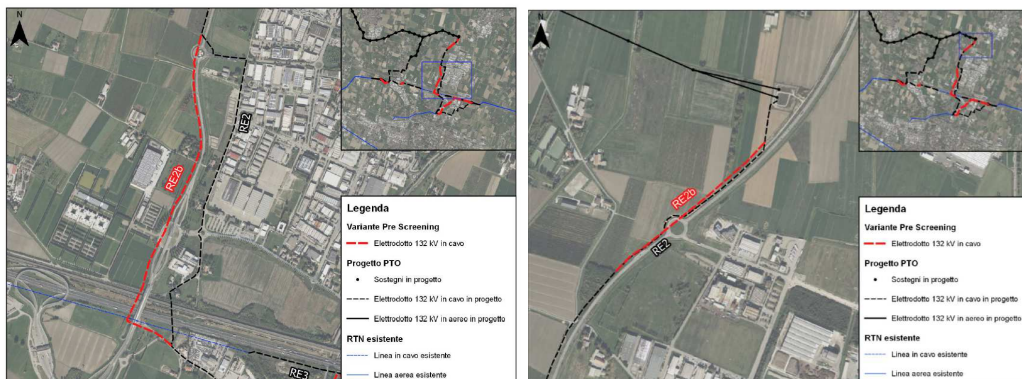 N
RE2
RE2b
RE3
Legenda
Variante Pre Screening
Elettrodotto 132 kV in cavo
Progetto PTO
Sostegni in progetto
Elettrodotto 132 kV in cavo in progetto
Elettrodotto 132 kV in aereo in progetto
RTN esistente
Linea in cavo esistente
Linea aerea esistente
N
RE2b
RE2
Legenda
Variante Pre Screening
Elettrodotto 132 kV in cavo
Progetto PTO
Sostegni in progetto
Elettrodotto 132 kV in cavo in progetto
Elettrodotto 132 kV in aereo in progetto
RTN esistente
Linea in cavo esistente
Linea aerea esistente